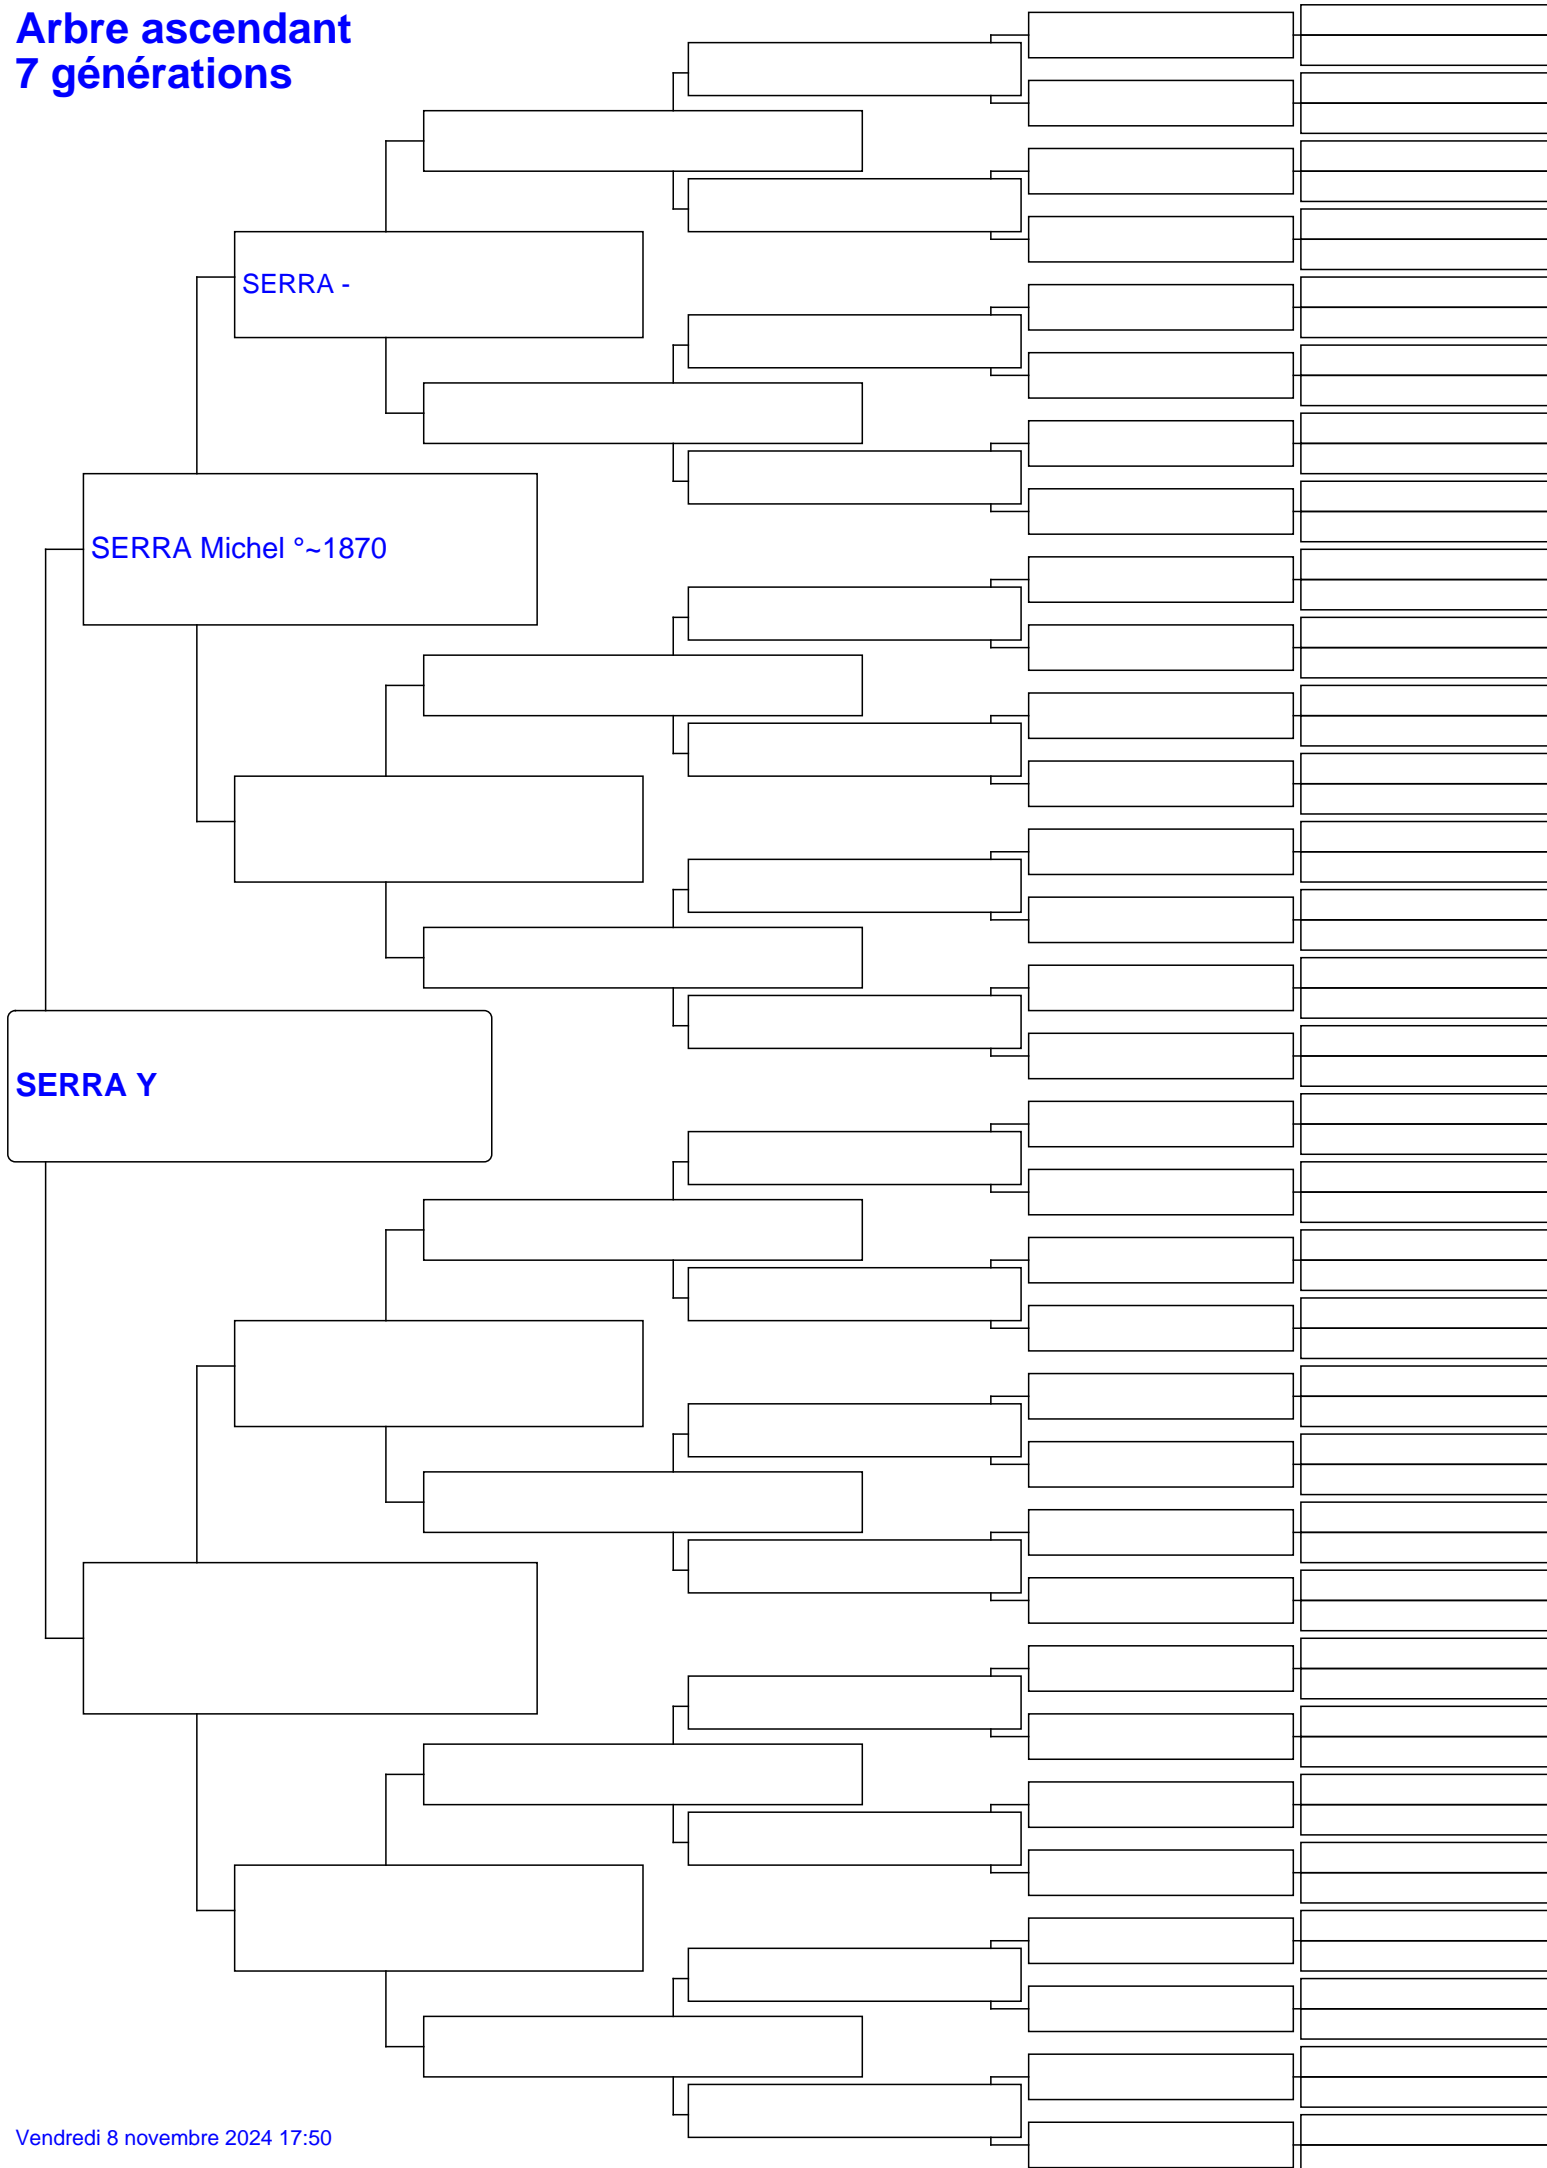 Arbre ascendant
7 générations
SERRA -
SERRA Michel °~1870
SERRA Y
Vendredi 8 novembre 2024 17:50